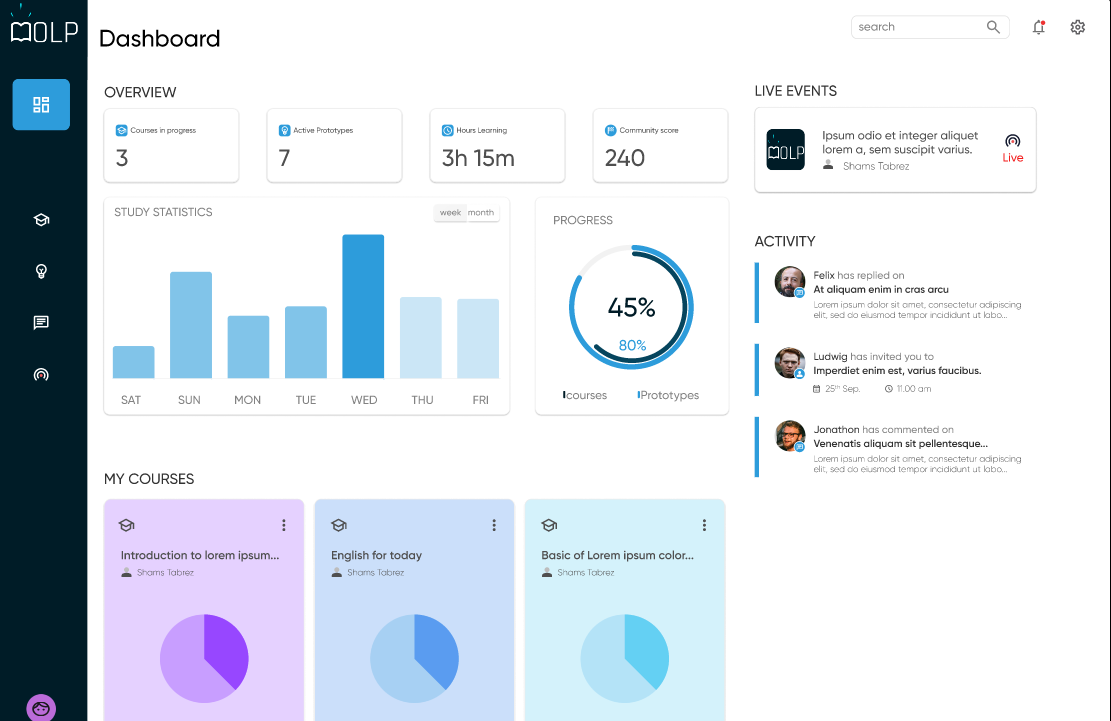 OLP
Dashboard
search
OVERVIEW
Courses in progress
3
Active Prototypes
7
Hours Learning
3h 15m
Community score
240
STUDY STATISTICS
week month
SAT SUN MON TUE WED THU FRI
PROGRESS
45%
80%
courses Prototypes
LIVE EVENTS
OLP
Ipsum odio et integer aliquet
lorem a, sem suscipit varius.
Shams Tabrez
Live
ACTIVITY
Felix has replied on
At aliquam enim in cras arcu
Lorem ipsum dolor sit amet, consectetur adipiscing
elit, sed do eiusmod tempor incididunt ut labo...
Ludwig has invited you to
Imperdiet enim est, varius faucibus.
25th Sep. 11.00 am
Jonathon has commented on
Venenatis aliquam sit pellentesque...
Lorem ipsum dolor sit amet, consectetur adipiscing
elit, sed do eiusmod tempor incididunt ut labo...
MY COURSES
Introduction to lorem ipsum...
Shams Tabrez
English for today
Shams Tabrez
Basic of Lorem ipsum color...
Shams Tabrez